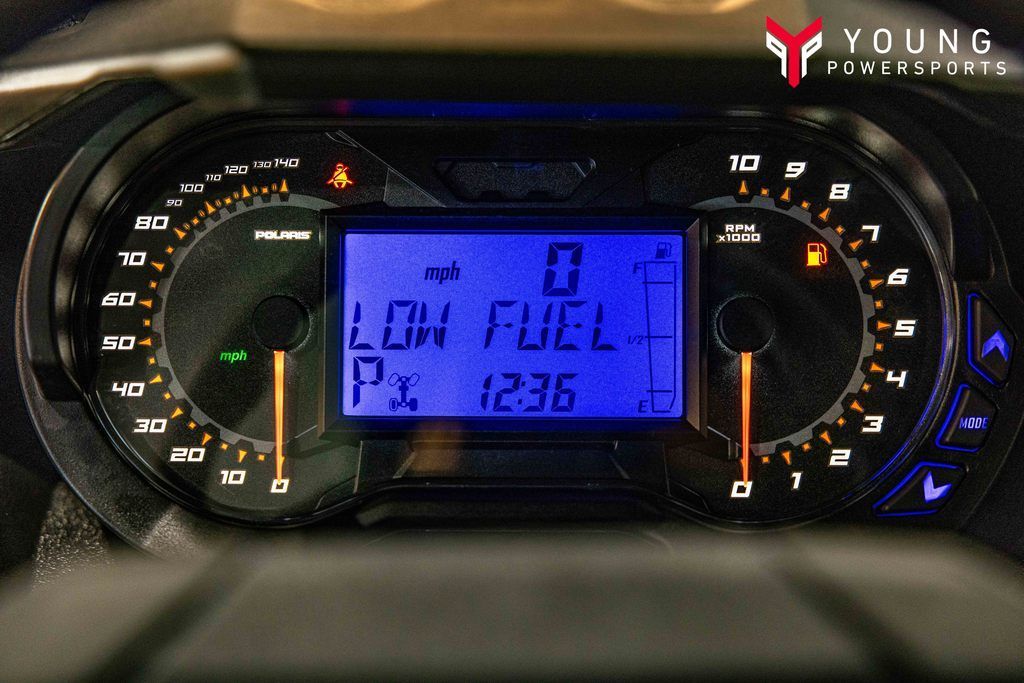 YOUNG
POWERSPORTS
140
130
120
110
100
90
80
70
60
50
40
30
20
10
0
POLARIS
mph
mph 0
LOW FUEL
P 12:36
F
1/2
E
RPM
x1000
10
9
8
7
6
5
4
3
2
1
0
MODE